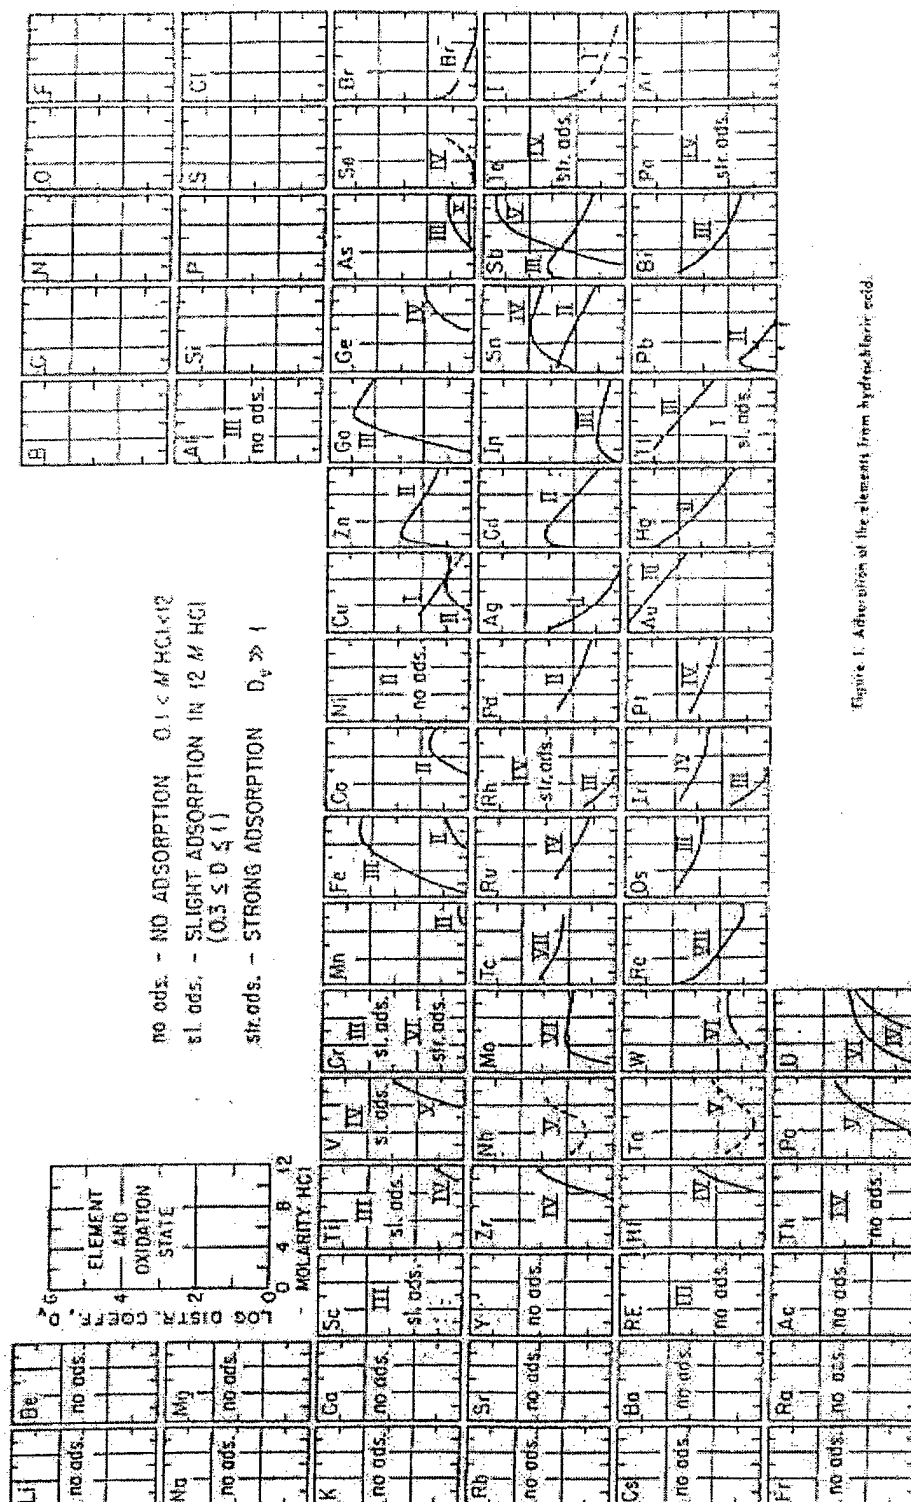 no ads. - NO ADSORPTION 0.1 < M HCl < 12
sl. ads. - SLIGHT ADSORPTION IN 12 M HCl
(0.3 ≤ D ≤ 1)
str. ads. - STRONG ADSORPTION Dv >> 1
ELEMENT
AND
OXIDATION
STATE
LOG DISTR. COEFF., Dv
6
4
2
0
0 4 8 12
MOLARITY HCl
Li
no ads.
Be
no ads.
B
C
N
O
F
Na
no ads.
Mg
no ads.
Al
III
no ads.
Si
P
S
Cl
K
no ads.
Ca
no ads.
Sc
III
sl. ads.
Ti
III
sl. ads.
IV
V
IV
sl. ads.
V
Cr
III
sl. ads.
VI
str. ads.
Mn
II
Fe
III
II
Co
II
Ni
II
no ads.
Cu
I
II
Zn
II
Ga
III
Ge
IV
As
III
V
Se
IV
Br
Br-
Rb
no ads.
Sr
no ads.
Y
no ads.
Zr
IV
Nb
V
Mo
VI
Tc
VII
Ru
IV
Rh
IV
str. ads.
III
Pd
II
Ag
I
Cd
II
In
III
Sn
IV
II
Sb
III
V
Te
IV
str. ads.
I
I-
Cs
no ads.
Ba
no ads.
RE
III
no ads.
Hf
IV
Ta
V
W
VI
Re
VII
Os
III
Ir
IV
III
Pt
IV
Au
III
Hg
II
Tl
III
I
sl. ads.
Pb
II
Bi
III
Po
IV
str. ads.
At
Fr
no ads.
Ra
no ads.
Ac
no ads.
Th
IV
no ads.
Pa
V
U
VI
IV
Figure 1. Adsorption of the elements from hydrochloric acid.